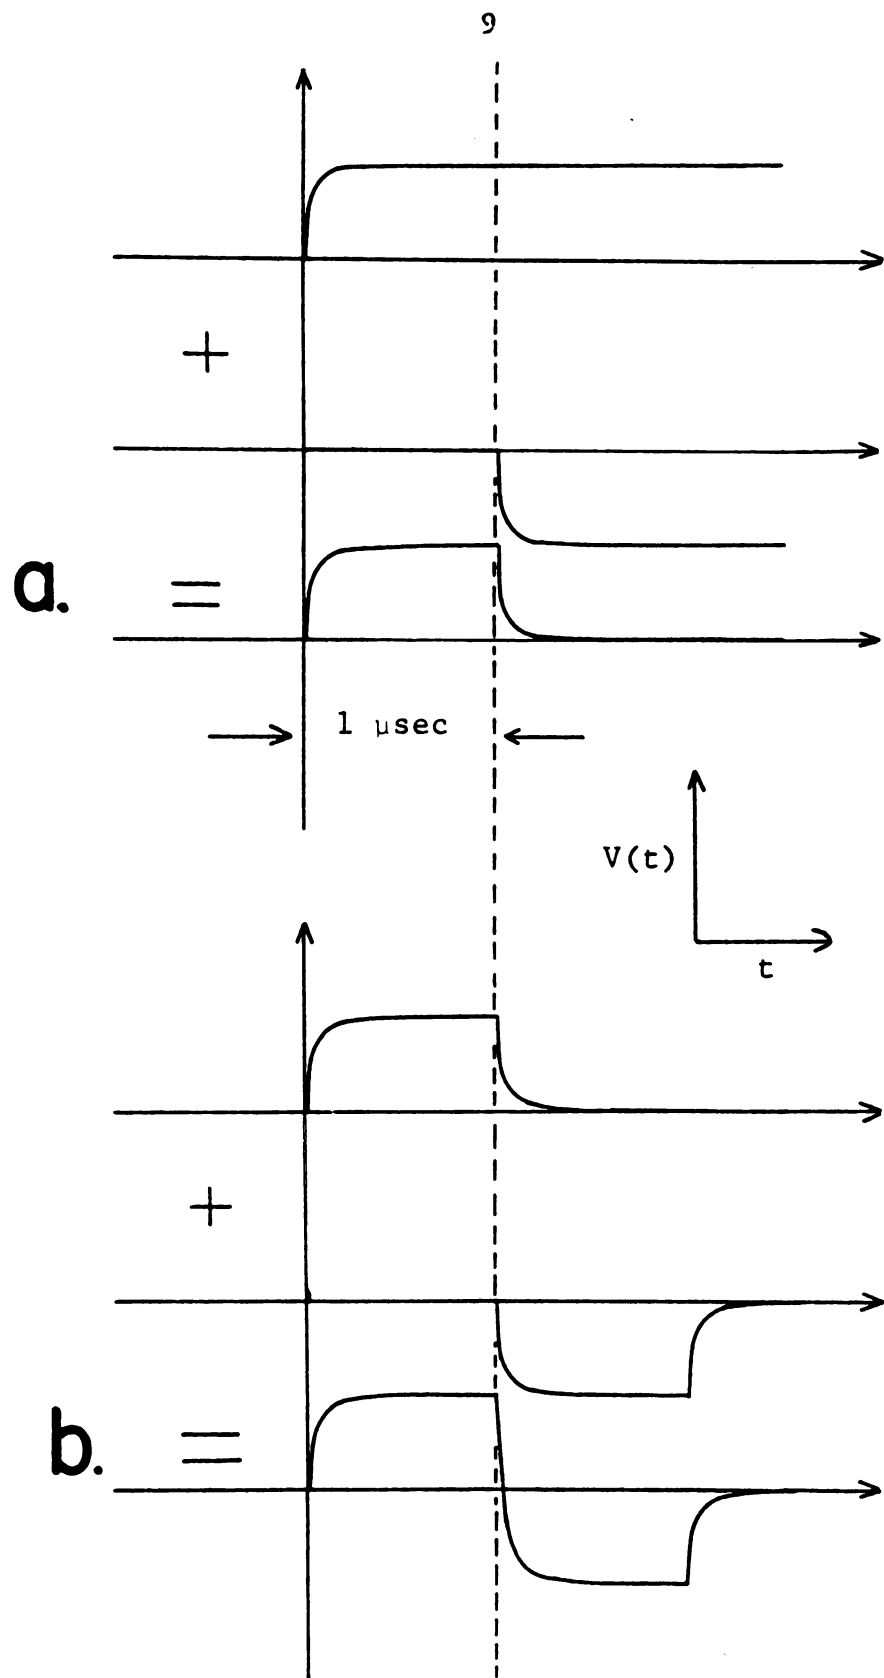 9
+
a. =
1 μsec
V(t)
t
+
b. =